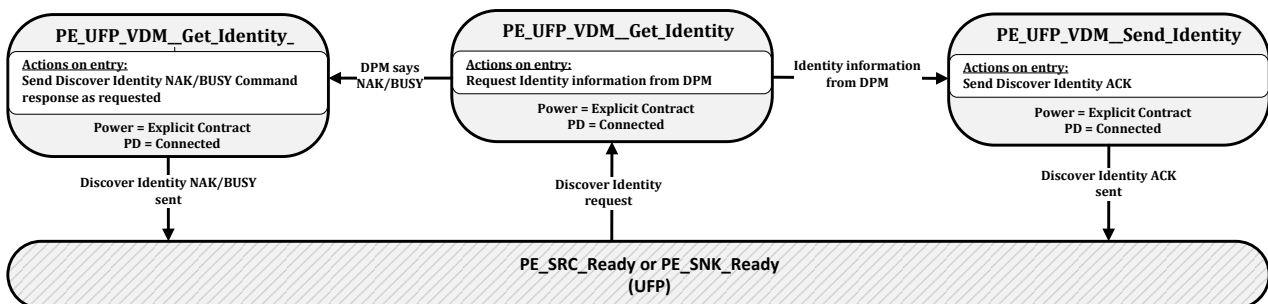 PE_UFP_VDM__Get_Identity_
Actions on entry:
Send Discover Identity NAK/BUSY Command
response as requested
Power = Explicit Contract
PD = Connected
DPM says
NAK/BUSY
PE_UFP_VDM__Get_Identity
Actions on entry:
Request Identity information from DPM
Power = Explicit Contract
PD = Connected
Identity information
from DPM
PE_UFP_VDM__Send_Identity
Actions on entry:
Send Discover Identity ACK
Power = Explicit Contract
PD = Connected
Discover Identity NAK/BUSY
sent
Discover Identity
request
Discover Identity ACK
sent
PE_SRC_Ready or PE_SNK_Ready
(UFP)